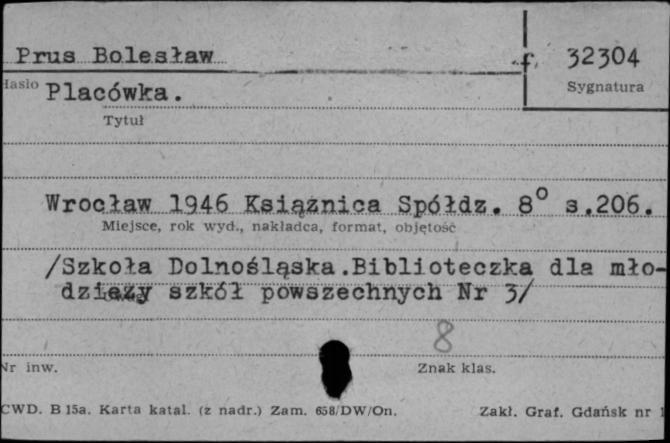 Prus Bolesław f. 32304
Hasło Sygnatura
Placówka.
Tytuł
Wrocław 1946 Książnica Spółdz. 8° s.206.
Miejsce, rok wyd., nakładca, format, objętość
/Szkoła Dolnośląska.Biblioteczka dla mło-
dzieży szkół powszechnych Nr 3/
8
Nr inw. Znak klas.
CWD. B 15a. Karta katal. (z nadr.) Zam. 658/DW/On. Zakł. Graf. Gdańsk nr 1